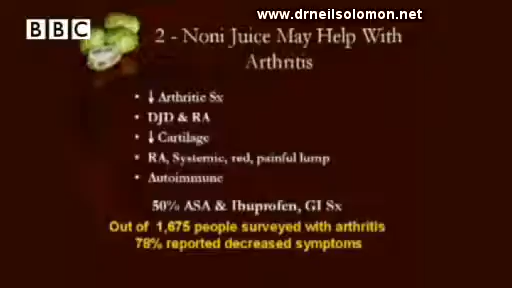 www.drneilsolomon.net
BBC
2 - Noni Juice May Help With
Arthritis
• ↓ Arthritic Sx
• DJD & RA
• ↓ Cartilage
• RA, Systemic, red, painful lump
• Autoimmune
50% ASA & Ibuprofen, GI Sx
Out of 1,675 people surveyed with arthritis
78% reported decreased symptoms